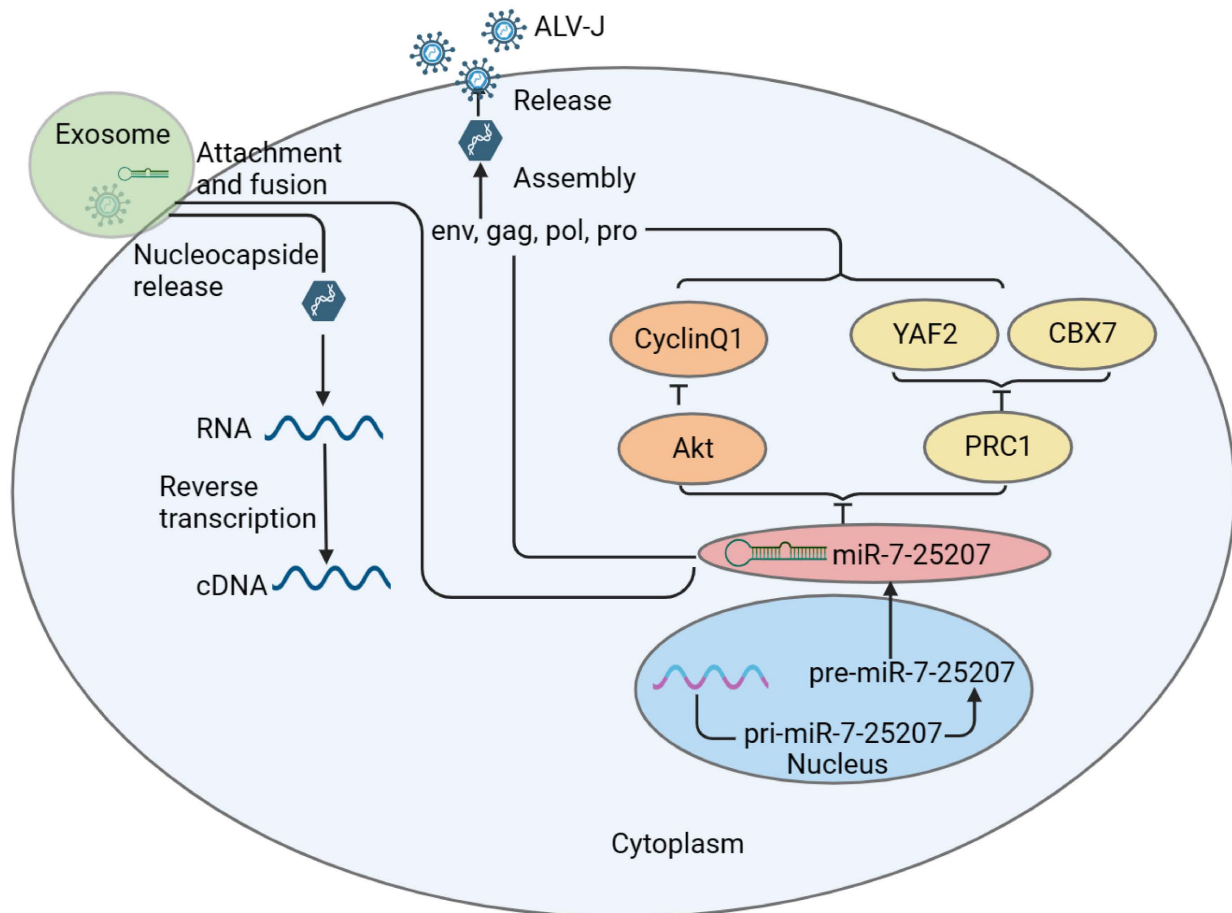 ALV-J
Release
Exosome
Attachment
and fusion
Assembly
env, gag, pol, pro
Nucleocapside
release
CyclinQ1
YAF2
CBX7
RNA
Akt
PRC1
Reverse
transcription
miR-7-25207
cDNA
pre-miR-7-25207
pri-miR-7-25207
Nucleus
Cytoplasm